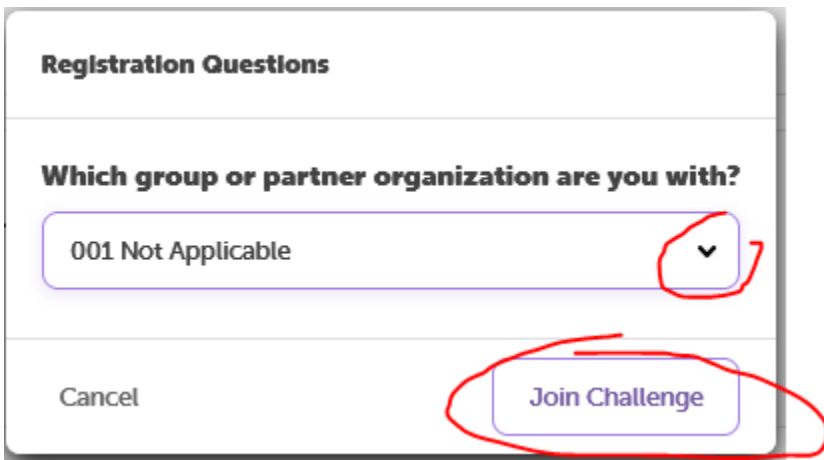 Registration Questions
Which group or partner organization are you with?
001 Not Applicable
Cancel
Join Challenge